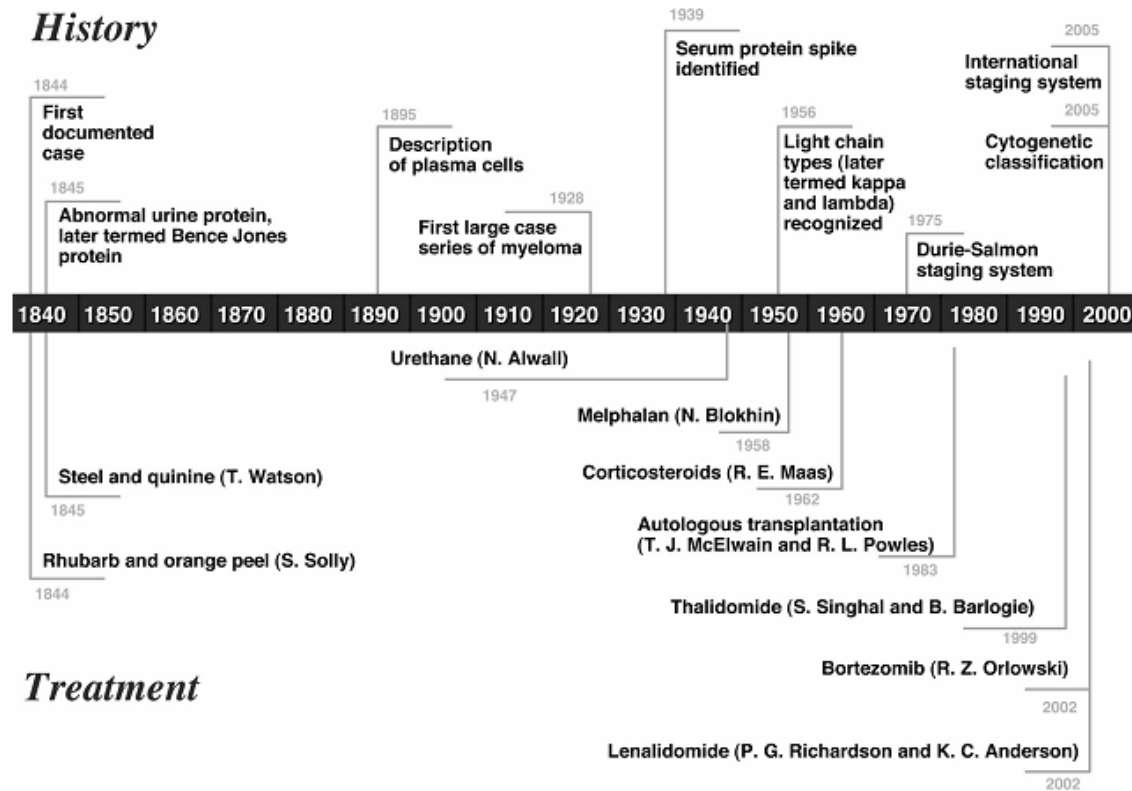 History
1844
First
documented
case
1845
Abnormal urine protein,
later termed Bence Jones
protein
1895
Description
of plasma cells
1928
First large case
series of myeloma
1939
Serum protein spike
identified
1956
Light chain
types (later
termed kappa
and lambda)
recognized
1975
Durie-Salmon
staging system
2005
International
staging system
2005
Cytogenetic
classification
1840 1850 1860 1870 1880 1890 1900 1910 1920 1930 1940 1950 1960 1970 1980 1990 2000
Urethane (N. Alwall)
1947
Melphalan (N. Blokhin)
1958
Corticosteroids (R. E. Maas)
1962
Steel and quinine (T. Watson)
1845
Autologous transplantation
(T. J. McElwain and R. L. Powles)
1983
Rhubarb and orange peel (S. Solly)
1844
Thalidomide (S. Singhal and B. Barlogie)
1999
Treatment
Bortezomib (R. Z. Orlowski)
2002
Lenalidomide (P. G. Richardson and K. C. Anderson)
2002